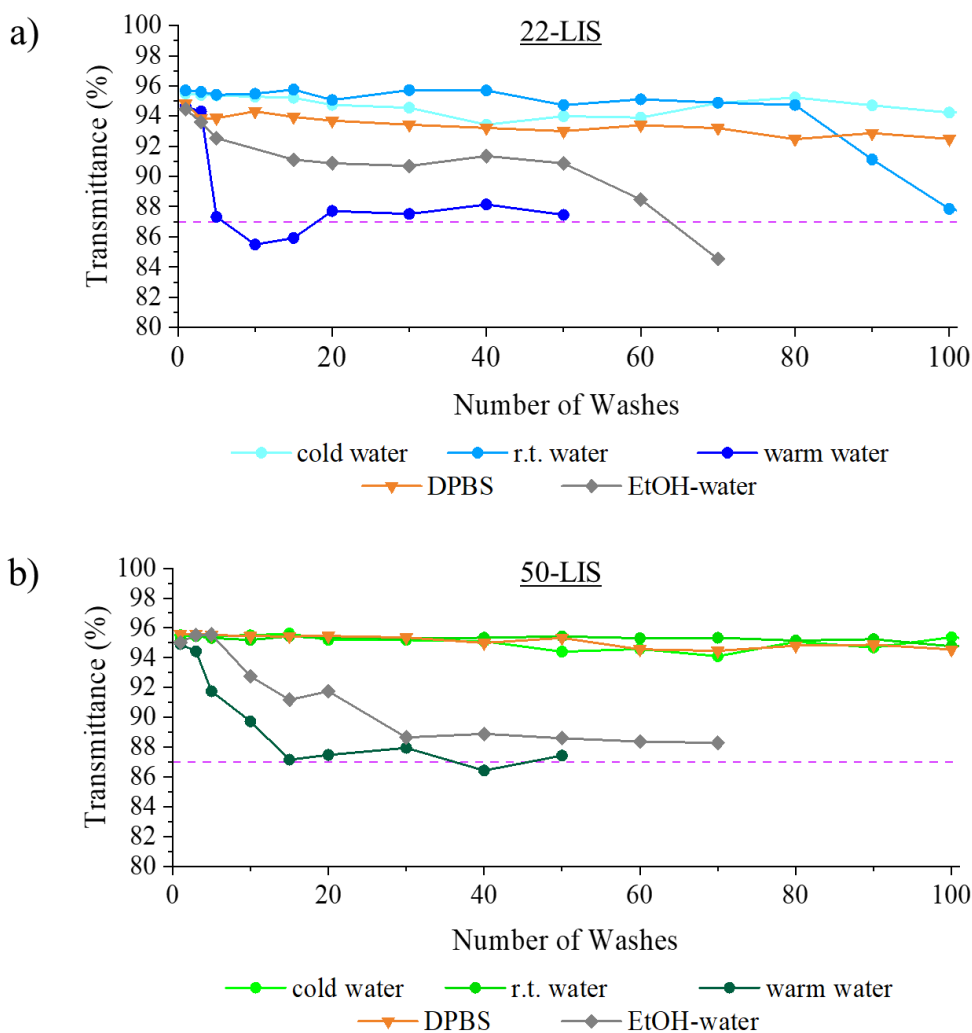 a)
22-LIS
Transmittance (%)
100
98
96
94
92
90
88
86
84
82
80
0 20 40 60 80 100
Number of Washes
cold water r.t. water warm water
DPBS EtOH-water
b)
50-LIS
Transmittance (%)
100
98
96
94
92
90
88
86
84
82
80
0 20 40 60 80 100
Number of Washes
cold water r.t. water warm water
DPBS EtOH-water